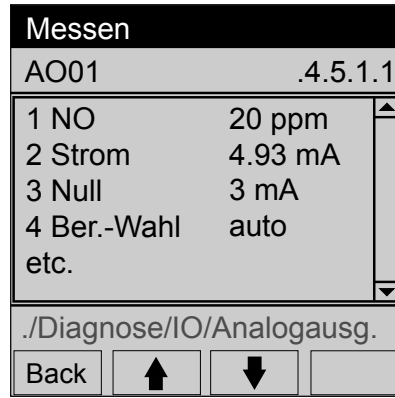 Messen
AO01 .4.5.1.1
1 NO 20 ppm
2 Strom 4.93 mA
3 Null 3 mA
4 Ber.-Wahl auto
etc.
./Diagnose/IO/Analogausg.
Back